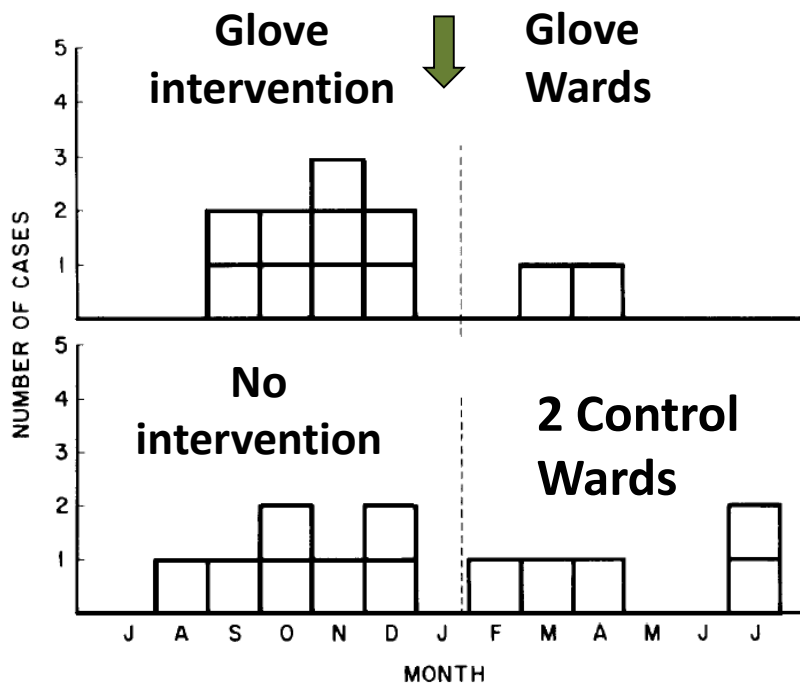 Glove
intervention
Glove
Wards
5
4
3
2
1
NUMBER OF CASES
5
4
3
2
1
No
intervention
2 Control
Wards
J A S O N D J F M A M J J
MONTH